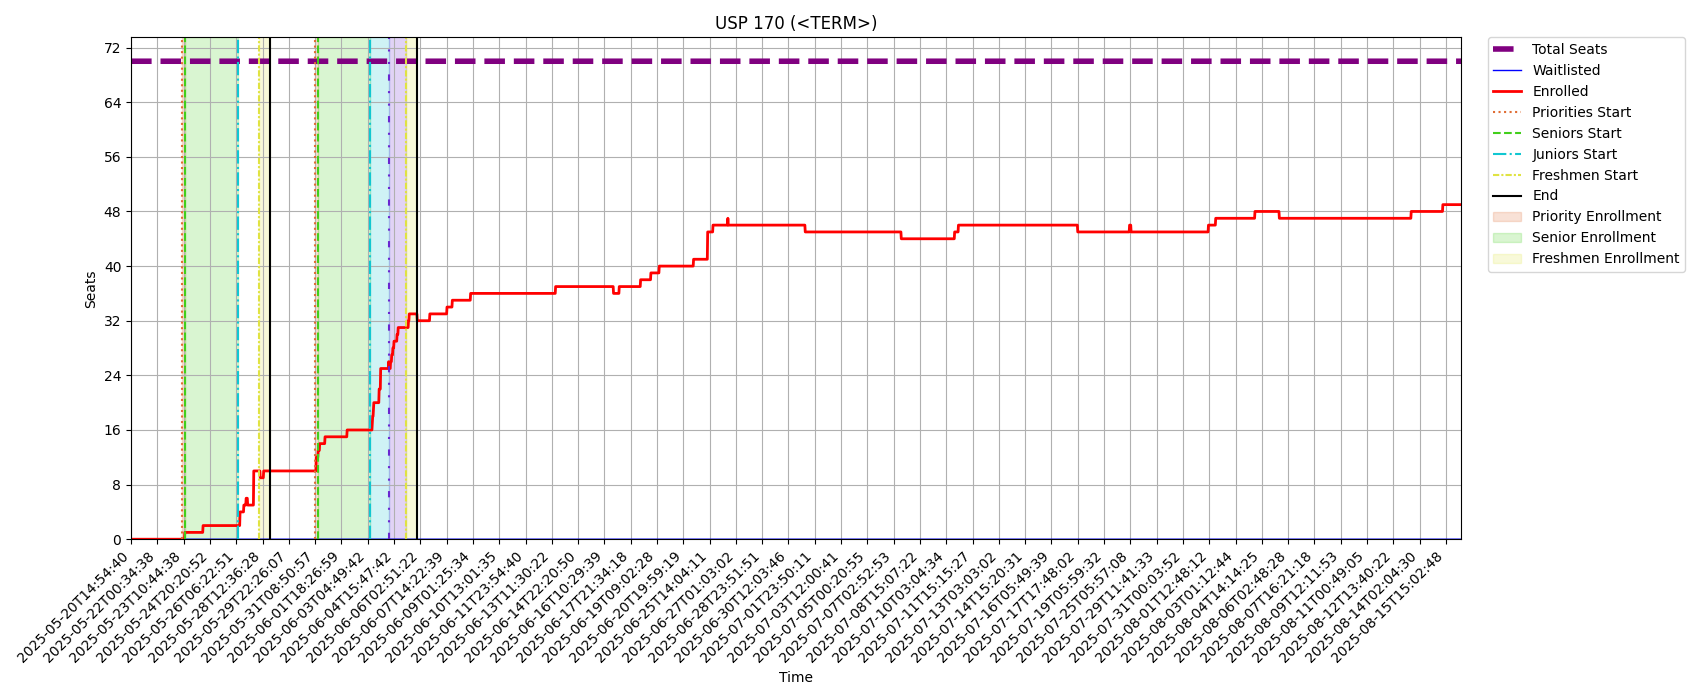 USP 170 (<TERM>)
72
64
56
48
40
32
24
16
8
0
Seats
2025-05-20T14:54:40
2025-05-22T00:34:38
2025-05-23T10:44:38
2025-05-24T20:20:52
2025-05-26T06:22:51
2025-05-28T12:36:28
2025-05-29T22:26:07
2025-05-31T08:50:57
2025-06-01T18:26:59
2025-06-03T04:49:42
2025-06-04T15:47:42
2025-06-06T02:51:22
2025-06-07T14:22:39
2025-06-09T01:25:34
2025-06-10T13:01:35
2025-06-11T23:54:40
2025-06-13T11:30:22
2025-06-14T22:20:50
2025-06-16T10:29:39
2025-06-17T21:34:18
2025-06-19T09:02:28
2025-06-20T19:59:19
2025-06-25T14:04:11
2025-06-27T01:03:02
2025-06-28T23:51:51
2025-06-30T12:03:46
2025-07-01T23:50:11
2025-07-03T12:00:41
2025-07-05T00:20:55
2025-07-07T02:52:53
2025-07-08T15:07:22
2025-07-10T03:04:34
2025-07-11T15:15:27
2025-07-13T03:03:02
2025-07-14T15:20:31
2025-07-16T05:49:39
2025-07-17T17:48:02
2025-07-19T05:59:32
2025-07-25T05:57:08
2025-07-29T11:41:33
2025-07-31T00:03:52
2025-08-01T12:48:12
2025-08-03T01:12:44
2025-08-04T14:14:25
2025-08-06T02:48:28
2025-08-07T16:21:18
2025-08-09T12:11:53
2025-08-11T00:49:05
2025-08-12T13:40:22
2025-08-14T02:04:30
2025-08-15T15:02:48
Time
Total Seats
Waitlisted
Enrolled
Priorities Start
Seniors Start
Juniors Start
Freshmen Start
End
Priority Enrollment
Senior Enrollment
Freshmen Enrollment